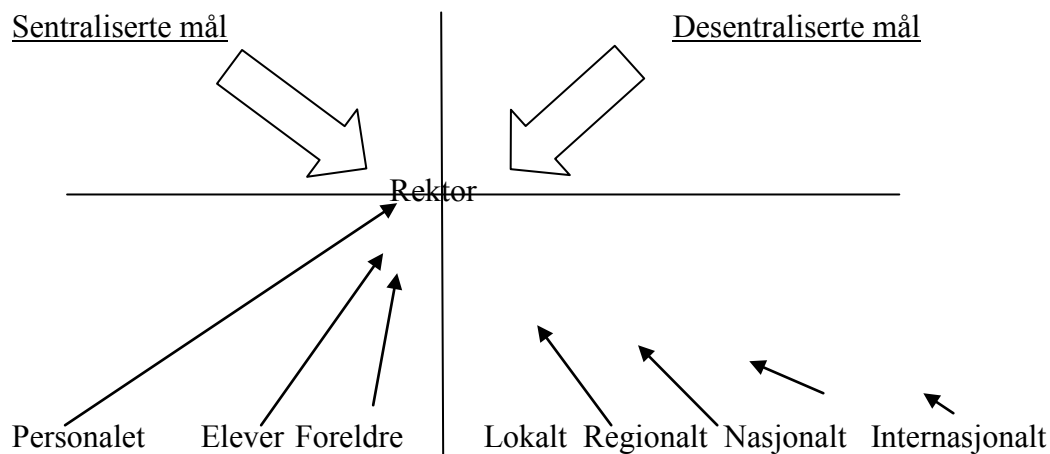 Sentraliserte mål Desentraliserte mål
Rektor
Personalet Elever Foreldre Lokalt Regionalt Nasjonalt Internasjonalt